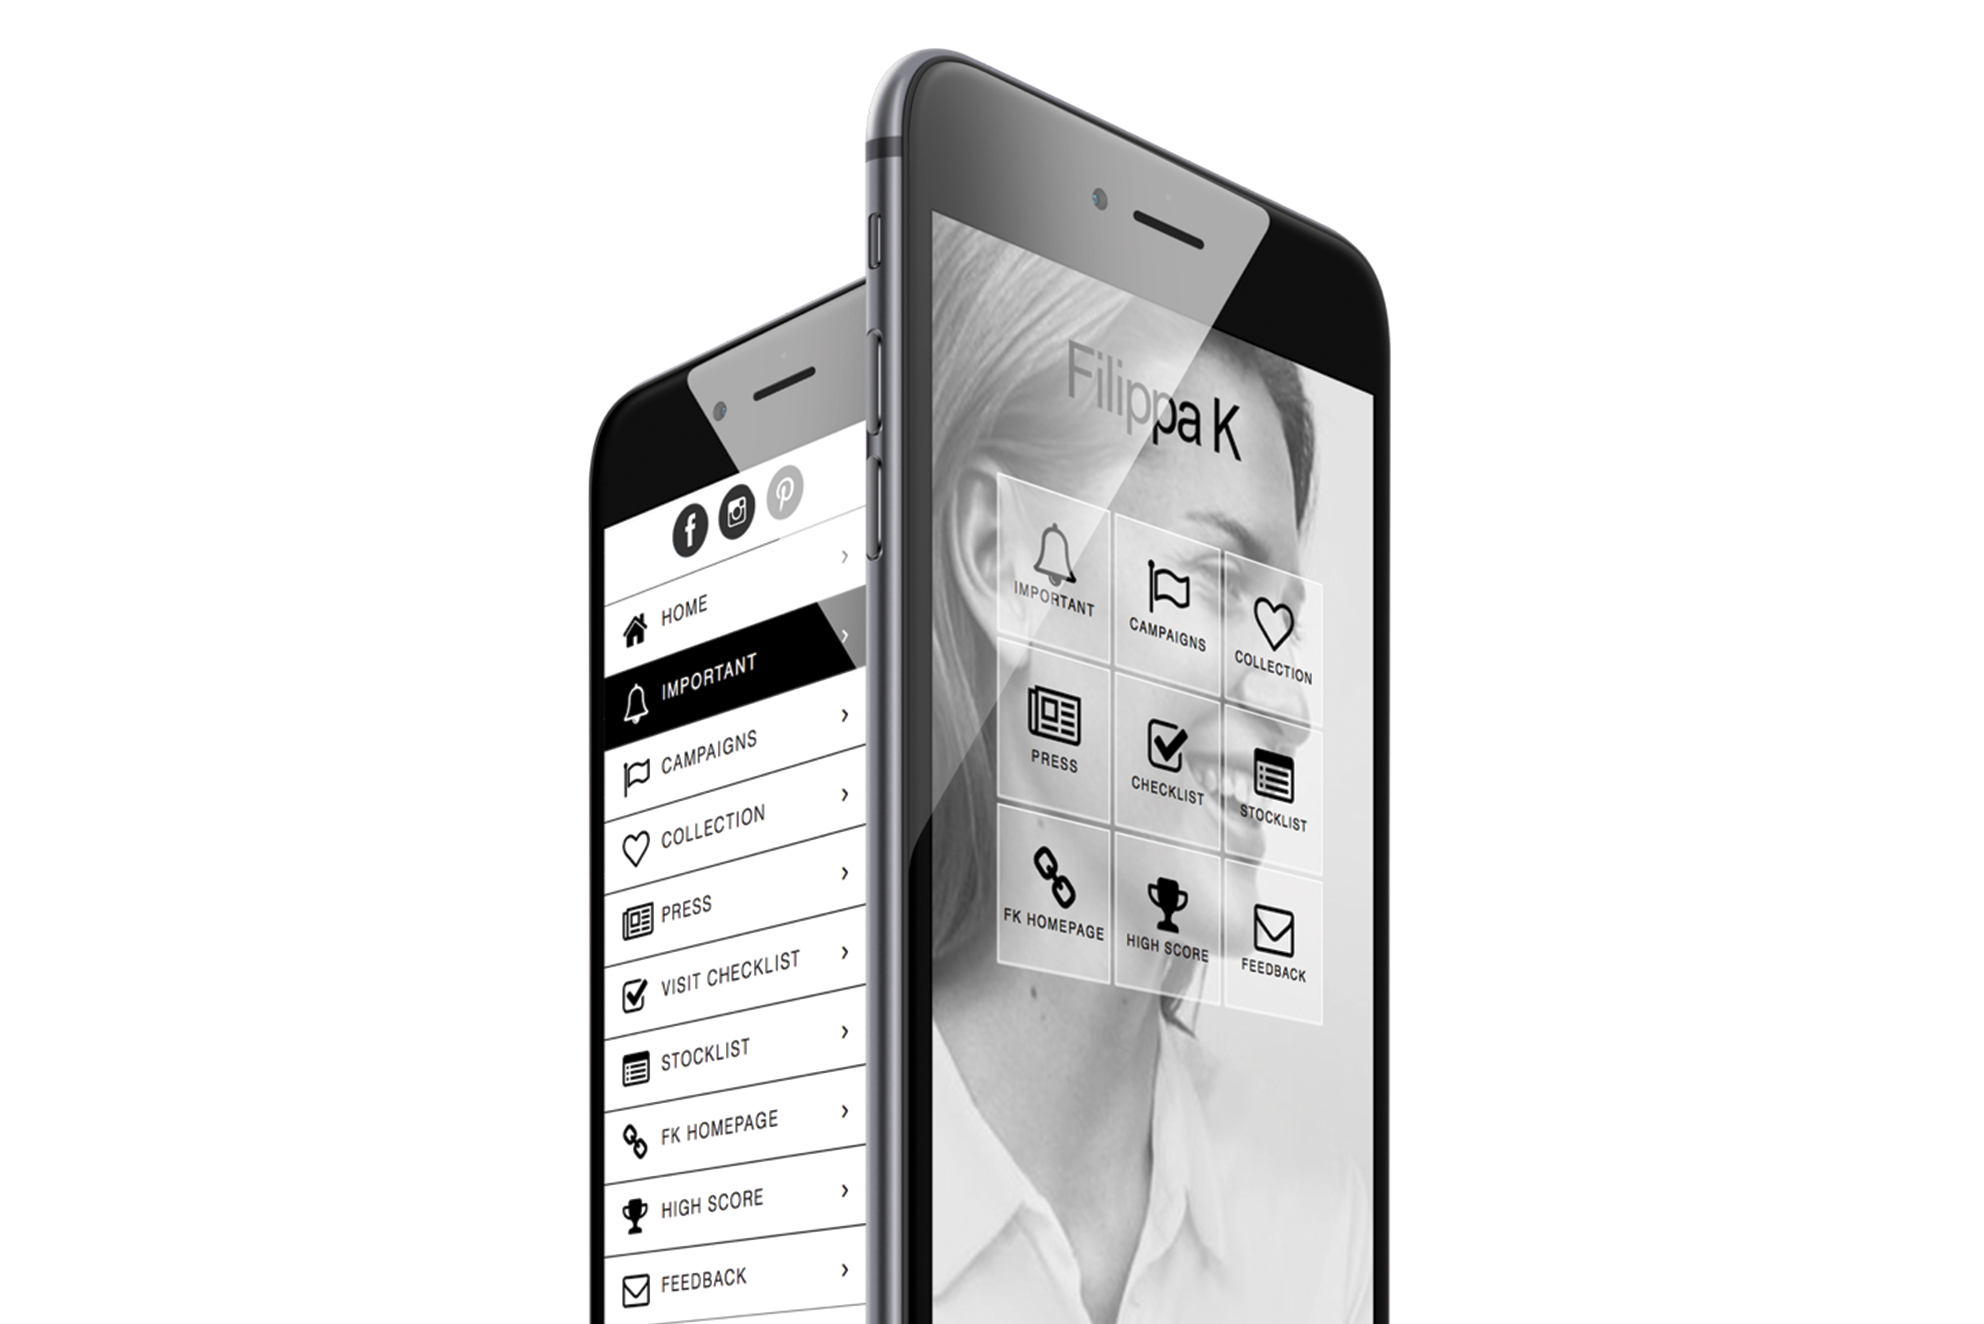 HOME
IMPORTANT
CAMPAIGNS
COLLECTION
PRESS
VISIT CHECKLIST
STOCKLIST
FK HOMEPAGE
HIGH SCORE
FEEDBACK
Filippa K
IMPORTANT
CAMPAIGNS
COLLECTION
PRESS
CHECKLIST
STOCKLIST
FK HOMEPAGE
HIGH SCORE
FEEDBACK